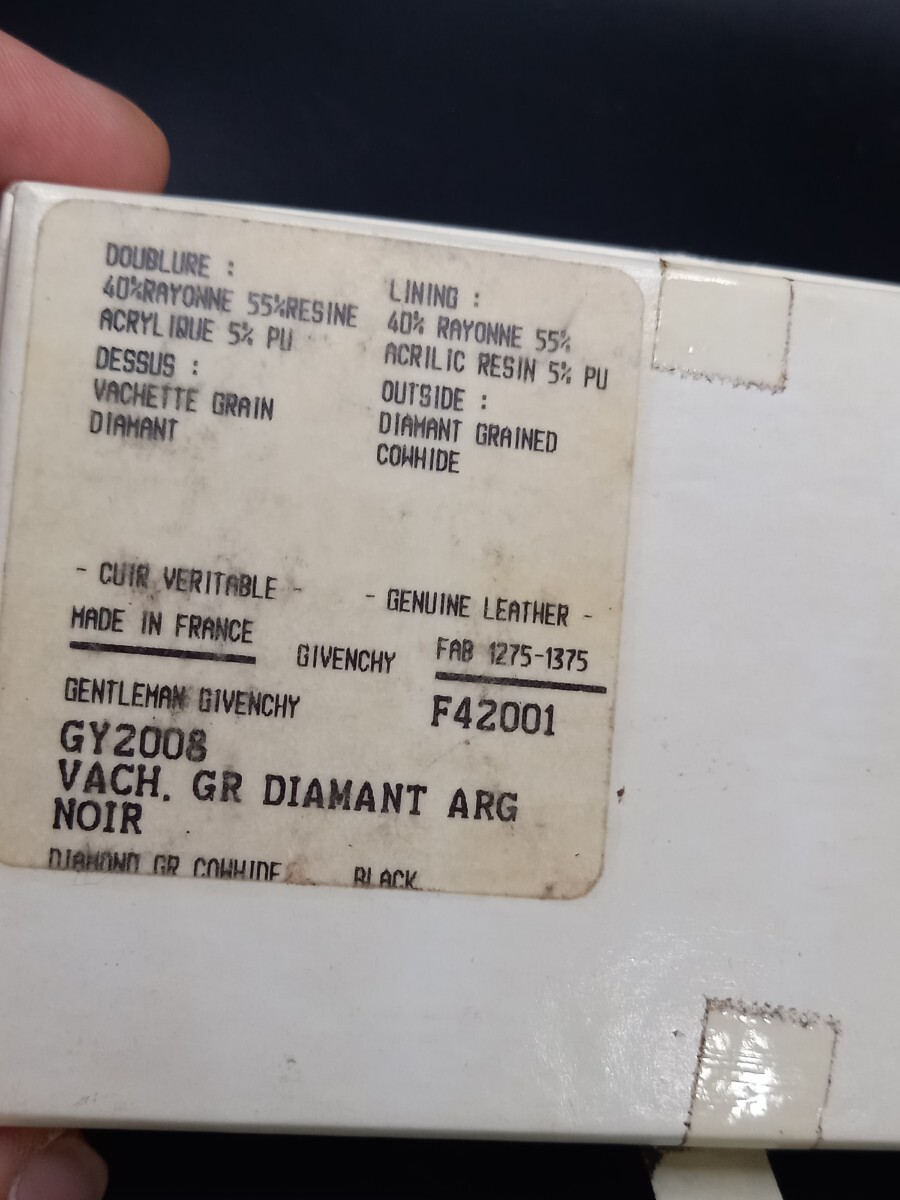 DOUBLURE :
40%RAYONNE 55%RESINE
ACRYLIQUE 5% PU
DESSUS :
VACHETTE GRAIN
DIAMANT
LINING :
40% RAYONNE 55%
ACRILIC RESIN 5% PU
OUTSIDE :
DIAMANT GRAINED
COWHIDE
- CUIR VERITABLE -
- GENUINE LEATHER -
MADE IN FRANCE
GIVENCHY
FAB 1275-1375
GENTLEMAN GIVENCHY
F42001
GY2008
VACH. GR DIAMANT ARG
NOIR
DIAMOND GR COWHIDE BLACK